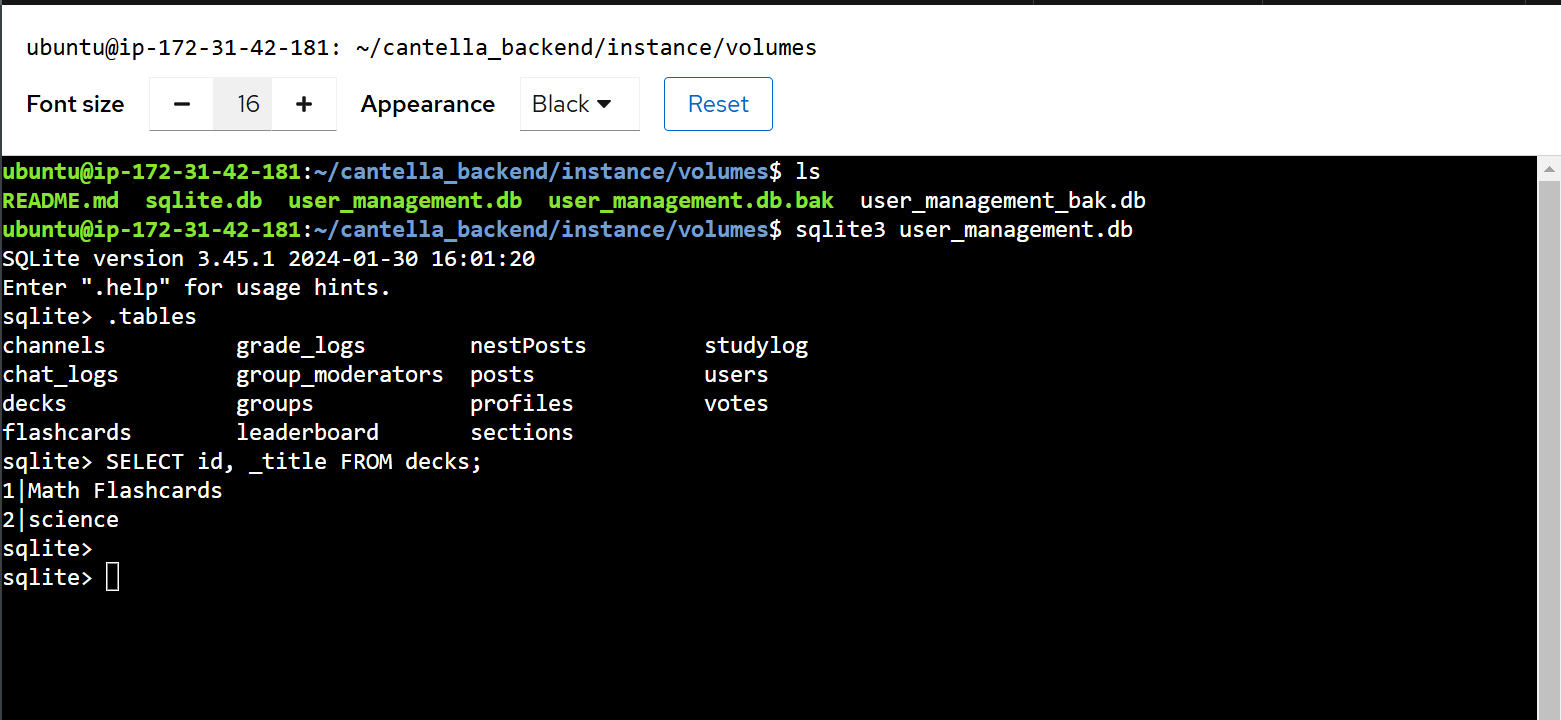 ubuntu@ip-172-31-42-181: ~/cantella_backend/instance/volumes
Font size − 16 + Appearance Black Reset
ubuntu@ip-172-31-42-181:~/cantella_backend/instance/volumes$ ls
README.md  sqlite.db  user_management.db  user_management.db.bak  user_management_bak.db
ubuntu@ip-172-31-42-181:~/cantella_backend/instance/volumes$ sqlite3 user_management.db
SQLite version 3.45.1 2024-01-30 16:01:20
Enter ".help" for usage hints.
sqlite> .tables
channels          grade_logs        nestPosts         studylog
chat_logs         group_moderators  posts             users
decks             groups            profiles          votes
flashcards        leaderboard       sections
sqlite> SELECT id, _title FROM decks;
1|Math Flashcards
2|science
sqlite>
sqlite>